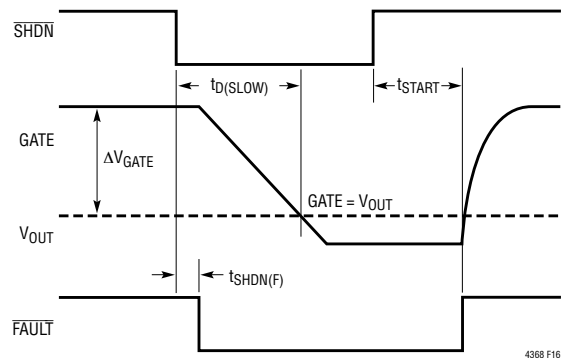 SHDN
tD(SLOW)
tSTART
GATE
ΔVGATE
GATE = VOUT
VOUT
tSHDN(F)
FAULT
4368 F16